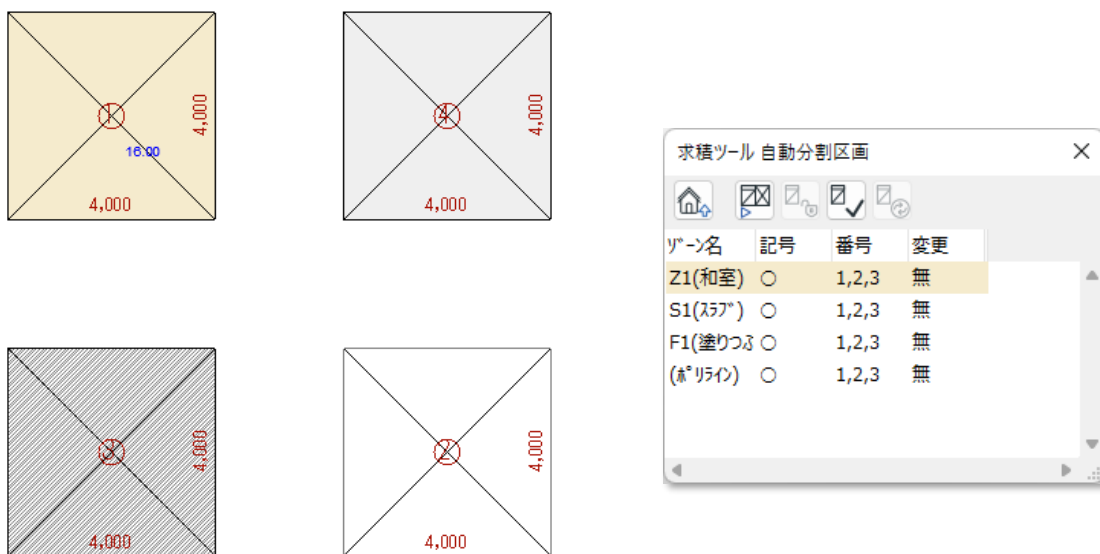 1
4,000
16.00
4,000
4
4,000
4,000
3
4,000
4,000
2
4,000
4,000
求積ツール 自動分割区画
ゾーン名 記号 番号 変更
Z1(和室) ○ 1,2,3 無
S1(スラブ) ○ 1,2,3 無
F1(塗りつぶ ○ 1,2,3 無
(ポリライン) ○ 1,2,3 無